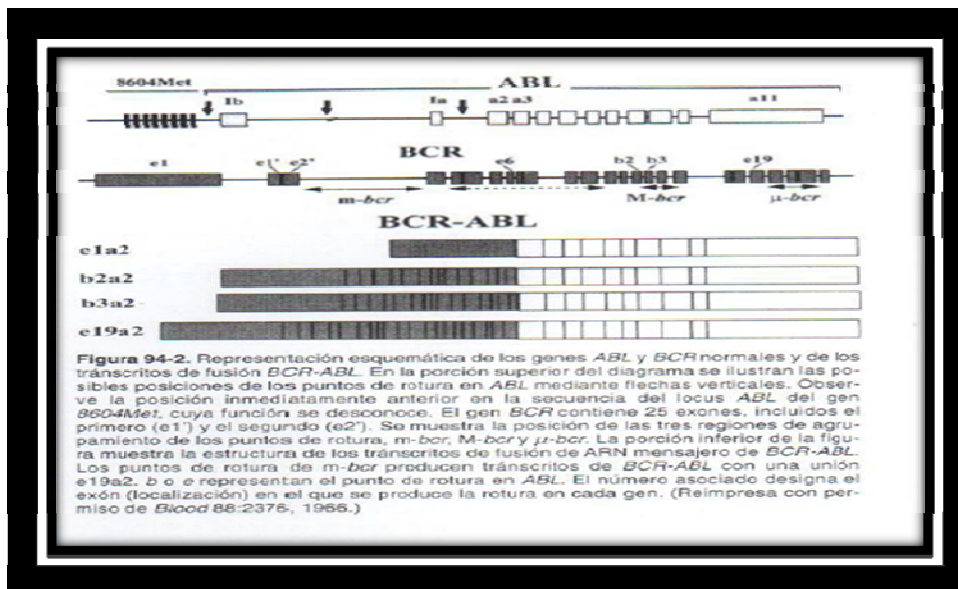 8604Met ABL
Ib Ia a2 a3 a11
BCR
e1 e1' e2' e6 b2 b3 e19
m-bcr M-bcr µ-bcr
BCR-ABL
e1a2
b2a2
b3a2
e19a2
Figura 94-2. Representación esquemática de los genes ABL y BCR normales y de los
tránscritos de fusión BCR-ABL. En la porción superior del diagrama se ilustran las po-
sibles posiciones de los puntos de rotura en ABL mediante flechas verticales. Obser-
ve la posición inmediatamente anterior en la secuencia del locus ABL del gen
8604Met, cuya función se desconoce. El gen BCR contiene 25 exones, incluidos el
primero (e1') y el segundo (e2'). Se muestra la posición de las tres regiones de agru-
pamiento de los puntos de rotura, m-bcr, M-bcr y µ-bcr. La porción inferior de la figu-
ra muestra la estructura de los tránscritos de fusión de ARN mensajero de BCR-ABL.
Los puntos de rotura de m-bcr producen tránscritos de BCR-ABL con una unión
e19a2. b o e representan el punto de rotura en ABL. El número asociado designa el
exón (localización) en el que se produce la rotura en cada gen. (Reimpresa con per-
miso de Blood 88:2376, 1966.)